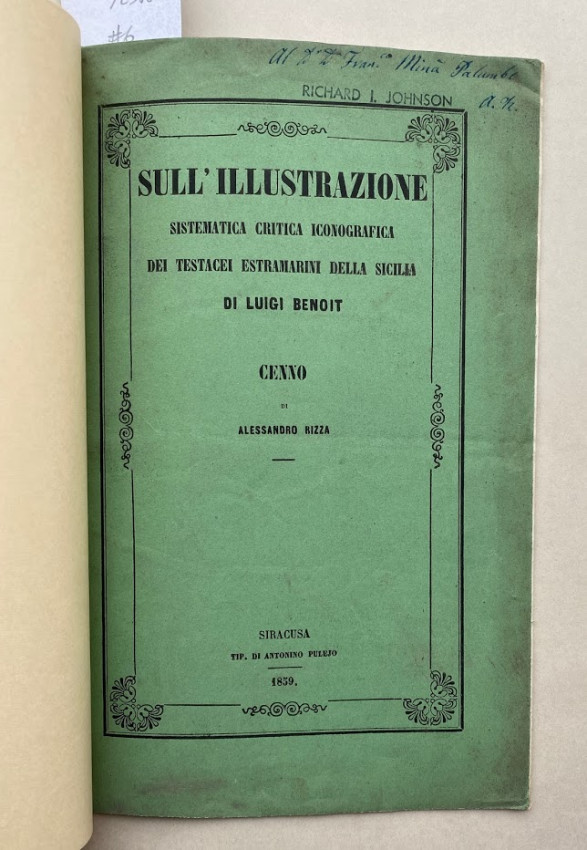 #6
Al Sr Dr Franco Minà Palumbo
RICHARD I. JOHNSON
SULL'ILLUSTRAZIONE
SISTEMATICA CRITICA ICONOGRAFICA
DEI TESTACEI ESTRAMARINI DELLA SICILIA
DI LUIGI BENOIT
CENNO
DI
ALESSANDRO RIZZA
SIRACUSA
TIP. DI ANTONINO PULEJO
1859.